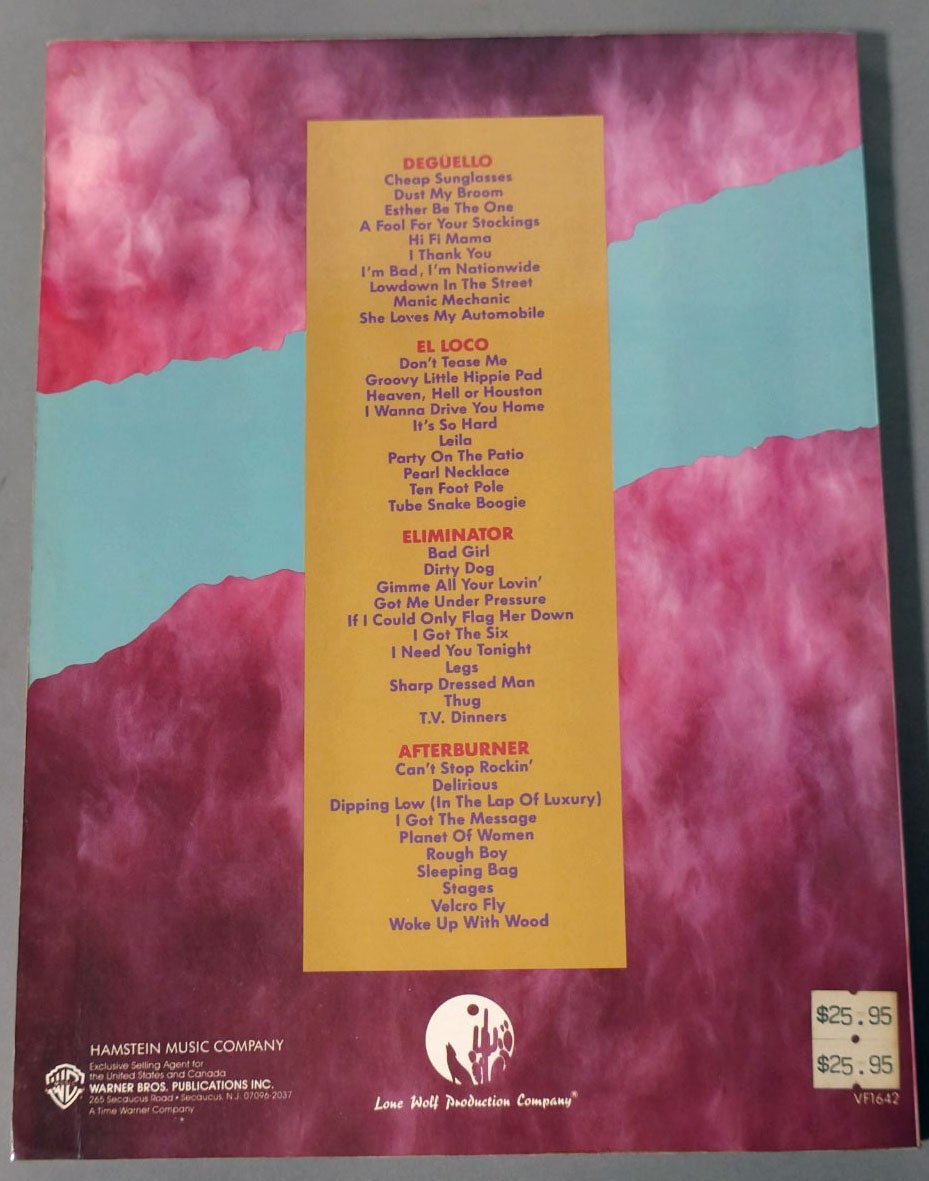 DEGÜELLO
Cheap Sunglasses
Dust My Broom
Esther Be The One
A Fool For Your Stockings
Hi Fi Mama
I Thank You
I'm Bad, I'm Nationwide
Lowdown In The Street
Manic Mechanic
She Loves My Automobile
EL LOCO
Don't Tease Me
Groovy Little Hippie Pad
Heaven, Hell or Houston
I Wanna Drive You Home
It's So Hard
Leila
Party On The Patio
Pearl Necklace
Ten Foot Pole
Tube Snake Boogie
ELIMINATOR
Bad Girl
Dirty Dog
Gimme All Your Lovin'
Got Me Under Pressure
If I Could Only Flag Her Down
I Got The Six
I Need You Tonight
Legs
Sharp Dressed Man
Thug
T.V. Dinners
AFTERBURNER
Can't Stop Rockin'
Delirious
Dipping Low (In The Lap Of Luxury)
I Got The Message
Planet Of Women
Rough Boy
Sleeping Bag
Stages
Velcro Fly
Woke Up With Wood
HAMSTEIN MUSIC COMPANY
Exclusive Selling Agent for
the United States and Canada
WARNER BROS. PUBLICATIONS INC.
265 Secaucus Road • Secaucus, N.J. 07096-2037
A Time Warner Company
WB
Lone Wolf Production Company®
$25.95
$25.95
VF1642